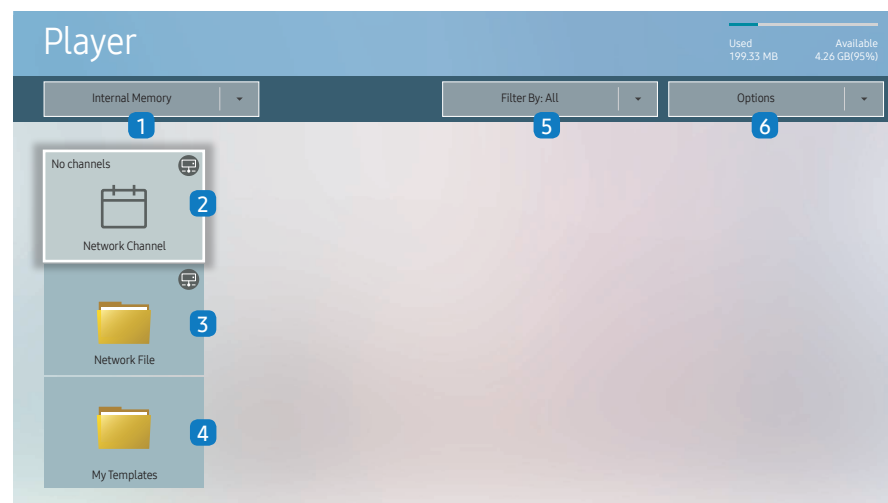 Player
Used Available
199.33 MB 4.26 GB(95%)
Internal Memory
Filter By: All
Options
1
5
6
No channels
2
Network Channel
3
Network File
4
My Templates